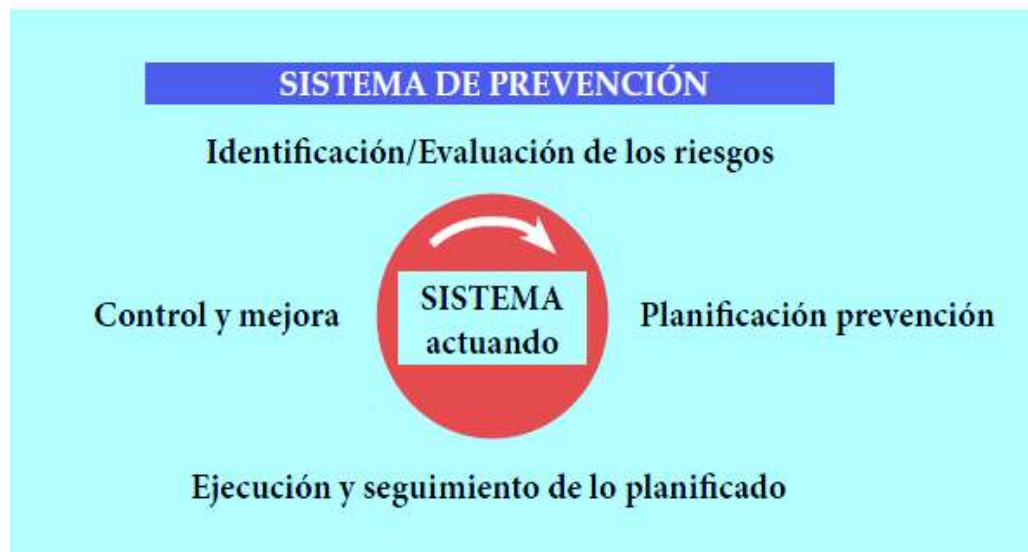 SISTEMA DE PREVENCIÓN
Identificación/Evaluación de los riesgos
Control y mejora
SISTEMA
actuando
Planificación prevención
Ejecución y seguimiento de lo planificado